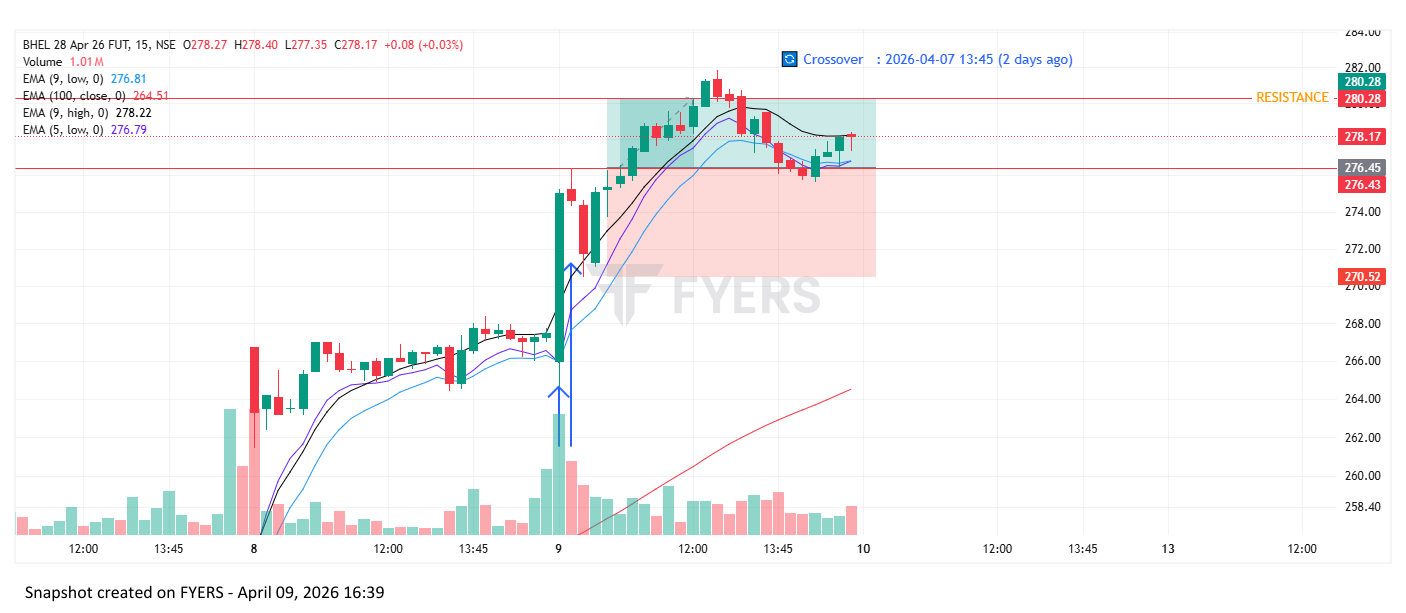 BHEL 28 Apr 26 FUT, 15, NSE O278.27 H278.40 L277.35 C278.17 +0.08 (+0.03%)
Volume 1.01M
EMA (9, low, 0) 276.81
EMA (100, close, 0) 264.51
EMA (9, high, 0) 278.22
EMA (5, low, 0) 276.79
Crossover : 2026-04-07 13:45 (2 days ago)
RESISTANCE
284.00
282.00
280.28
280.28
278.17
276.45
276.43
274.00
272.00
270.52
270.00
268.00
266.00
264.00
262.00
260.00
258.40
FYERS
12:00 13:45 8 12:00 13:45 9 12:00 13:45 10 12:00 13:45 13 12:00
Snapshot created on FYERS - April 09, 2026 16:39